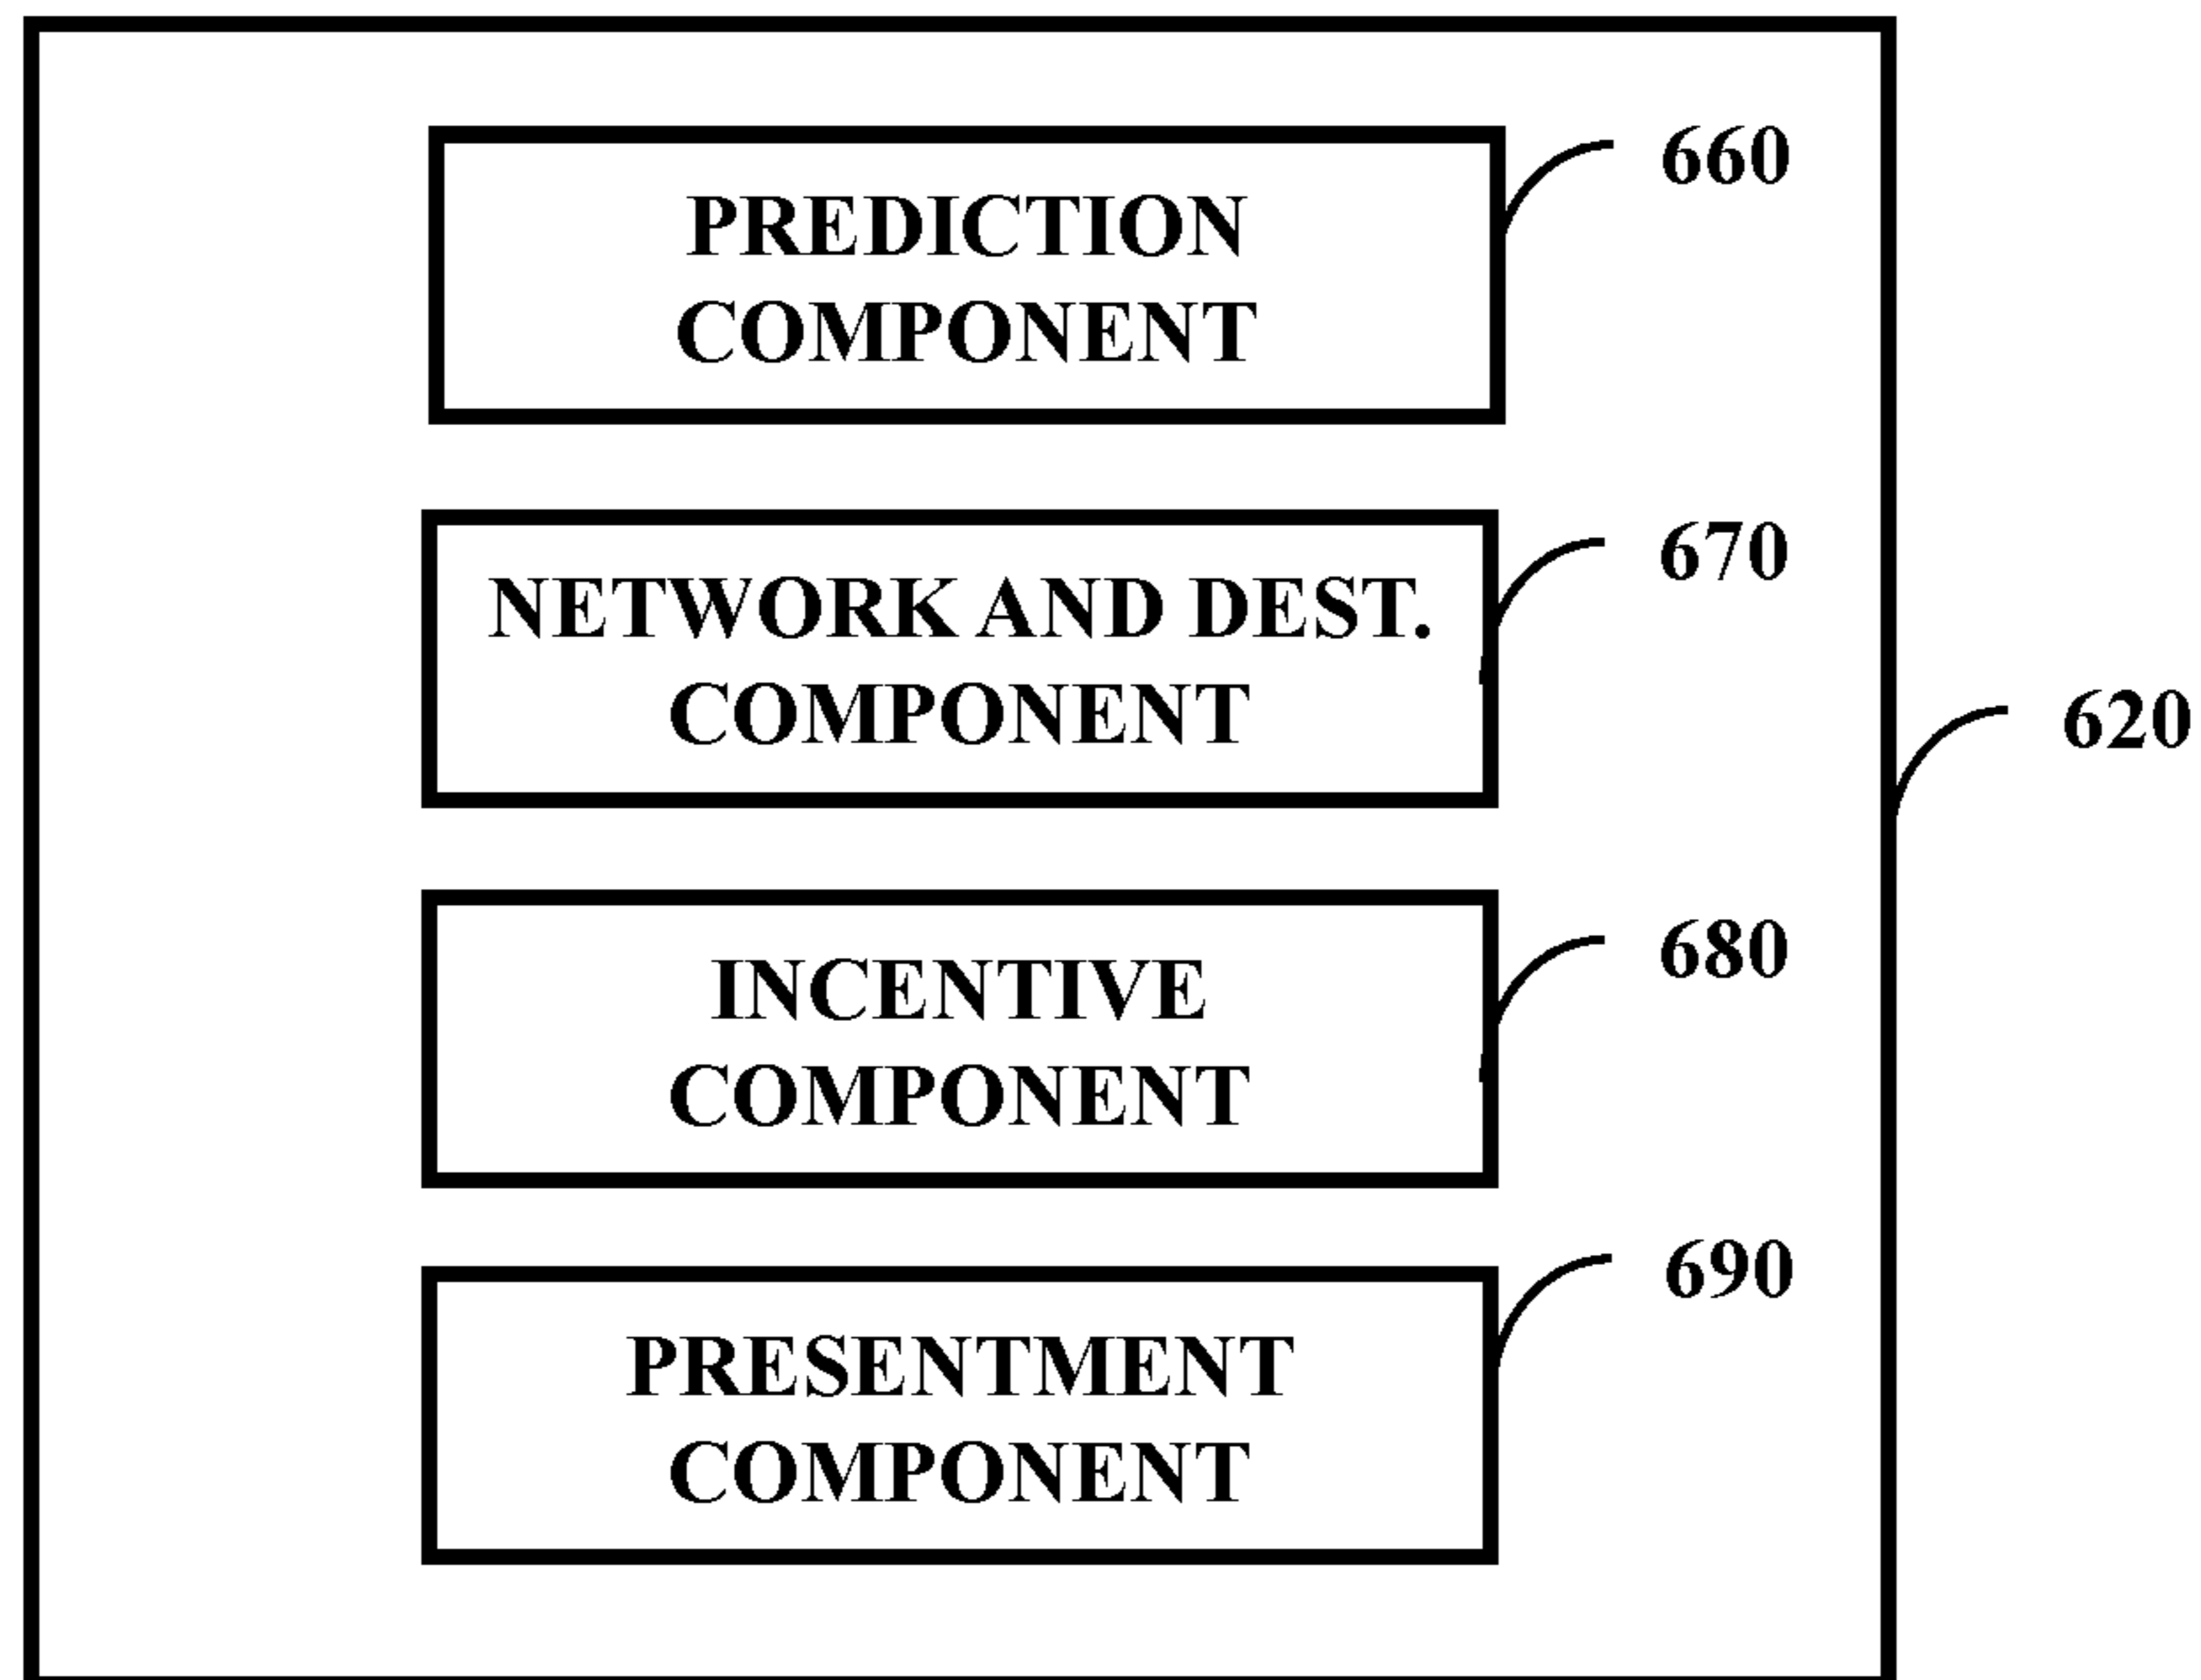 PREDICTION
COMPONENT
660
NETWORK AND DEST.
COMPONENT
670
620
INCENTIVE
COMPONENT
680
PRESENTMENT
COMPONENT
690